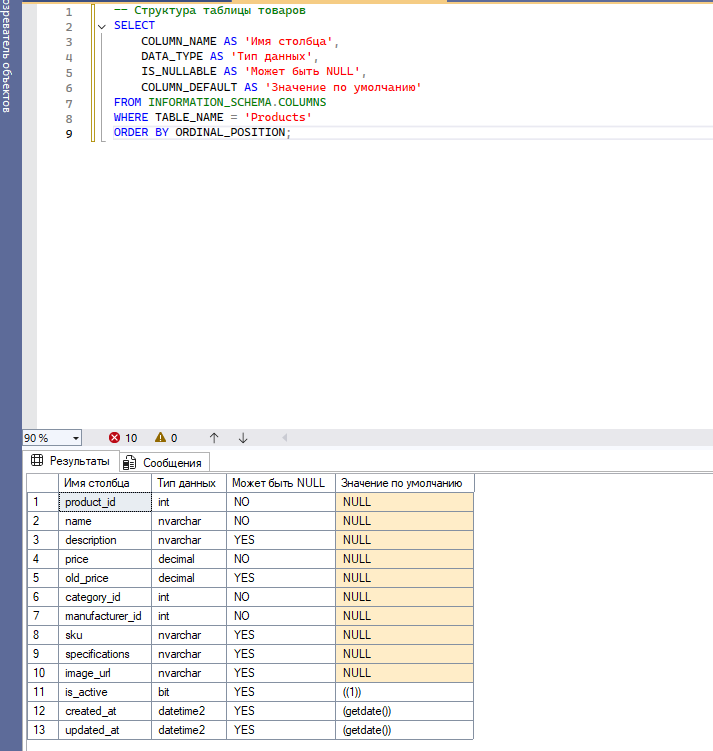 озреватель объектов
1 -- Структура таблицы товаров
2 SELECT
3 COLUMN_NAME AS 'Имя столбца',
4 DATA_TYPE AS 'Тип данных',
5 IS_NULLABLE AS 'Может быть NULL',
6 COLUMN_DEFAULT AS 'Значение по умолчанию'
7 FROM INFORMATION_SCHEMA.COLUMNS
8 WHERE TABLE_NAME = 'Products'
9 ORDER BY ORDINAL_POSITION;
90 % 10 0
Результаты Сообщения
Имя столбца Тип данных Может быть NULL Значение по умолчанию
1 product_id int NO NULL
2 name nvarchar NO NULL
3 description nvarchar YES NULL
4 price decimal NO NULL
5 old_price decimal YES NULL
6 category_id int NO NULL
7 manufacturer_id int NO NULL
8 sku nvarchar YES NULL
9 specifications nvarchar YES NULL
10 image_url nvarchar YES NULL
11 is_active bit YES ((1))
12 created_at datetime2 YES (getdate())
13 updated_at datetime2 YES (getdate())